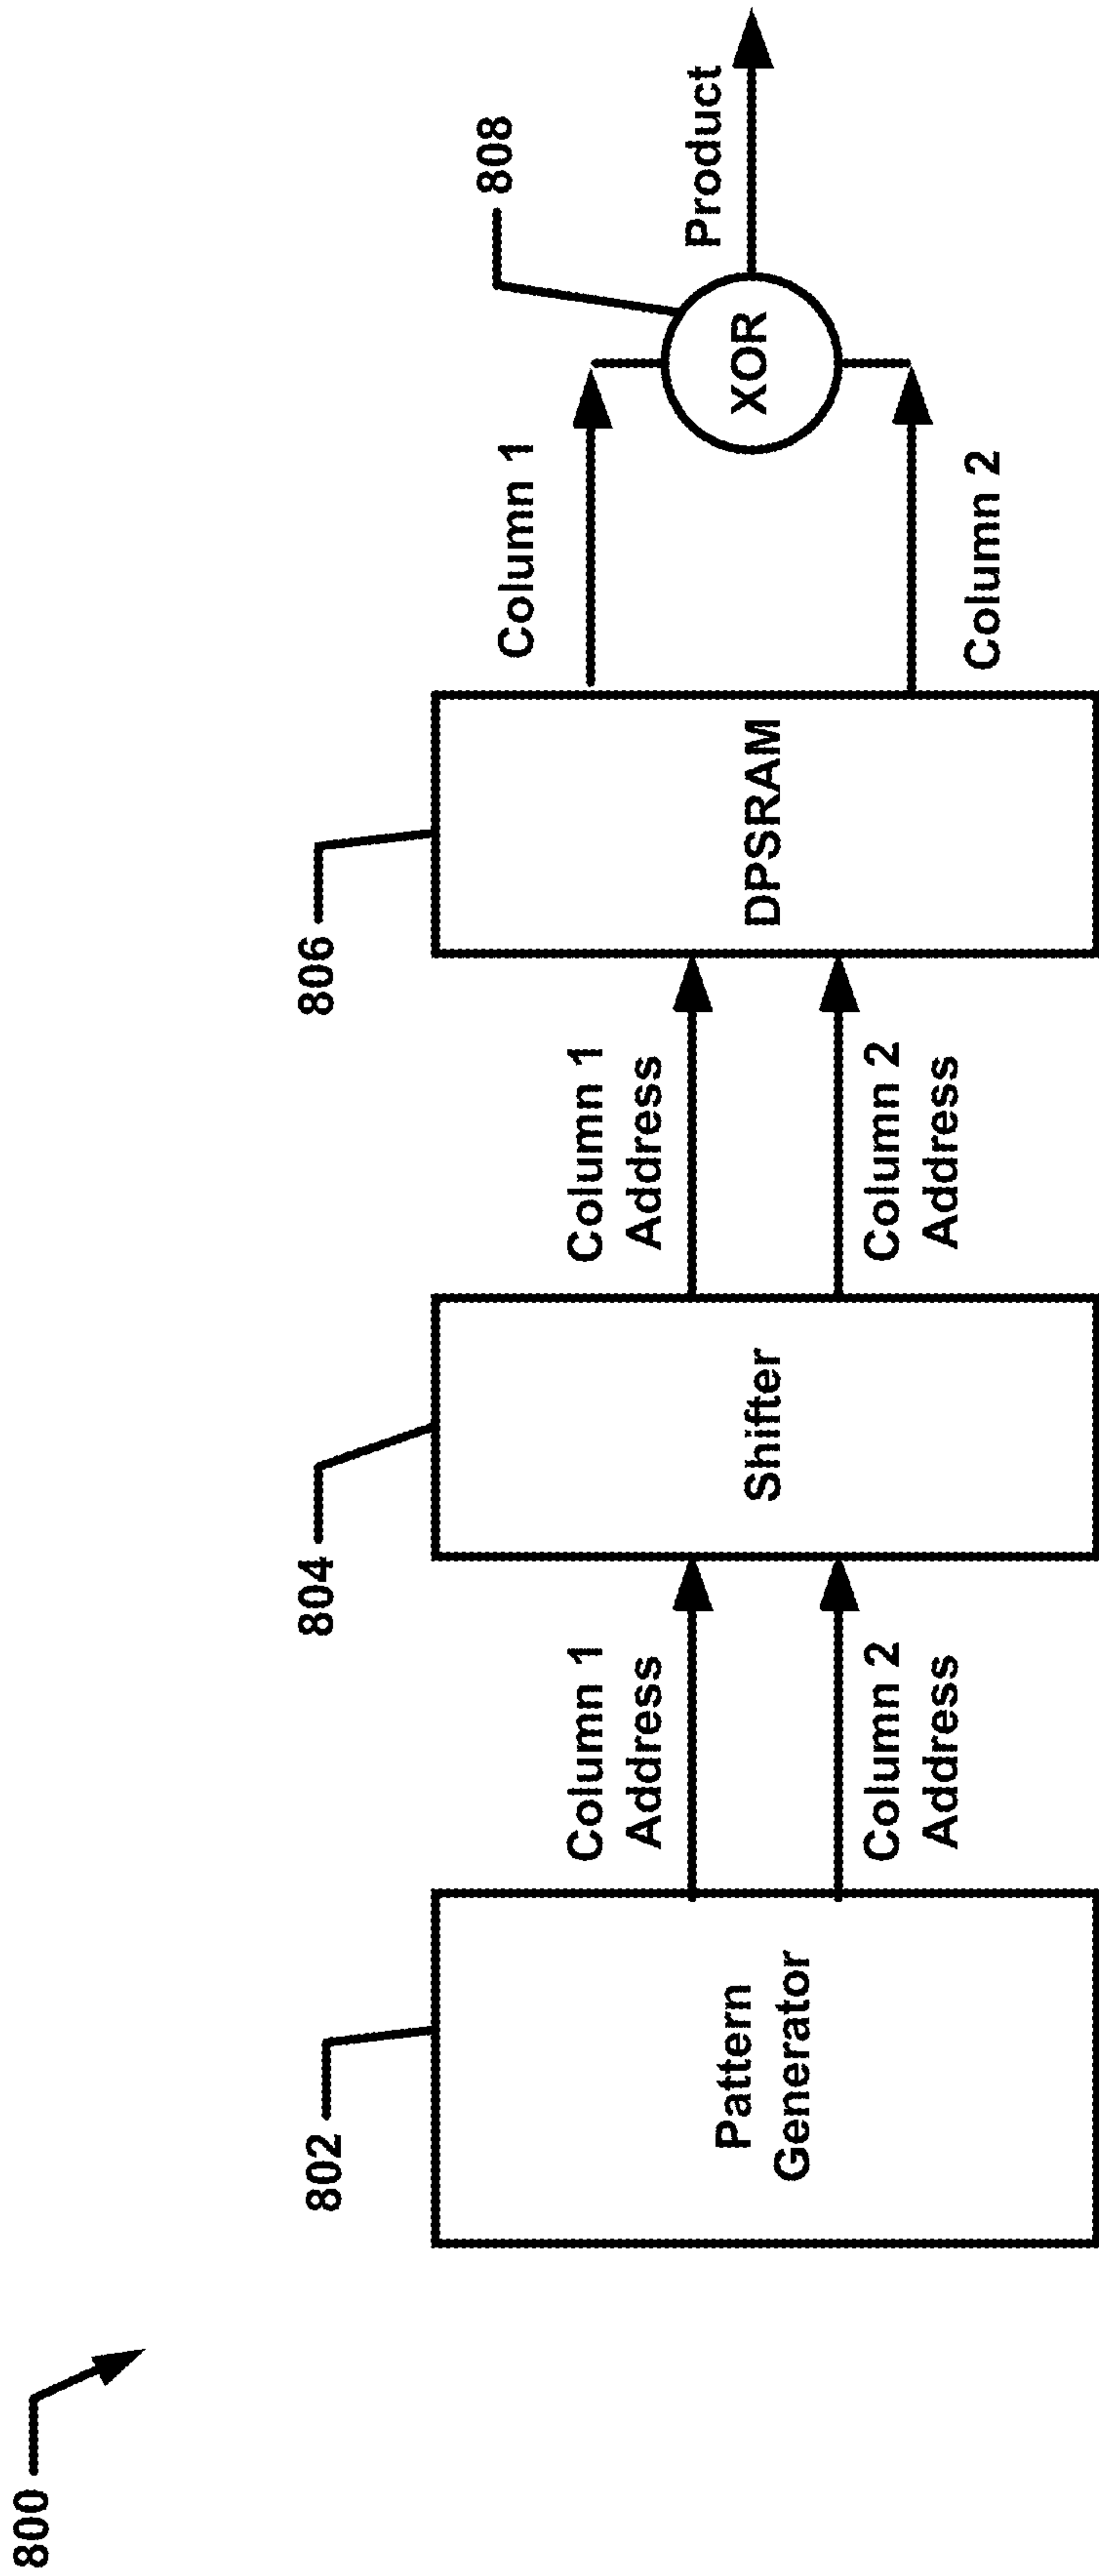 800
802
Pattern
Generator
Column 1
Address
Column 2
Address
804
Shifter
Column 1
Address
Column 2
Address
806
DPSRAM
Column 1
Column 2
808
XOR
Product